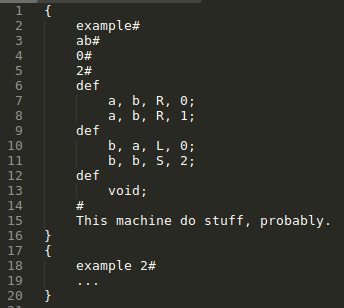 1 {
2 example#
3 ab#
4 0#
5 2#
6 def
7 a, b, R, 0;
8 a, b, R, 1;
9 def
10 b, a, L, 0;
11 b, b, S, 2;
12 def
13 void;
14 #
15 This machine do stuff, probably.
16 }
17 {
18 example 2#
19 ...
20 }